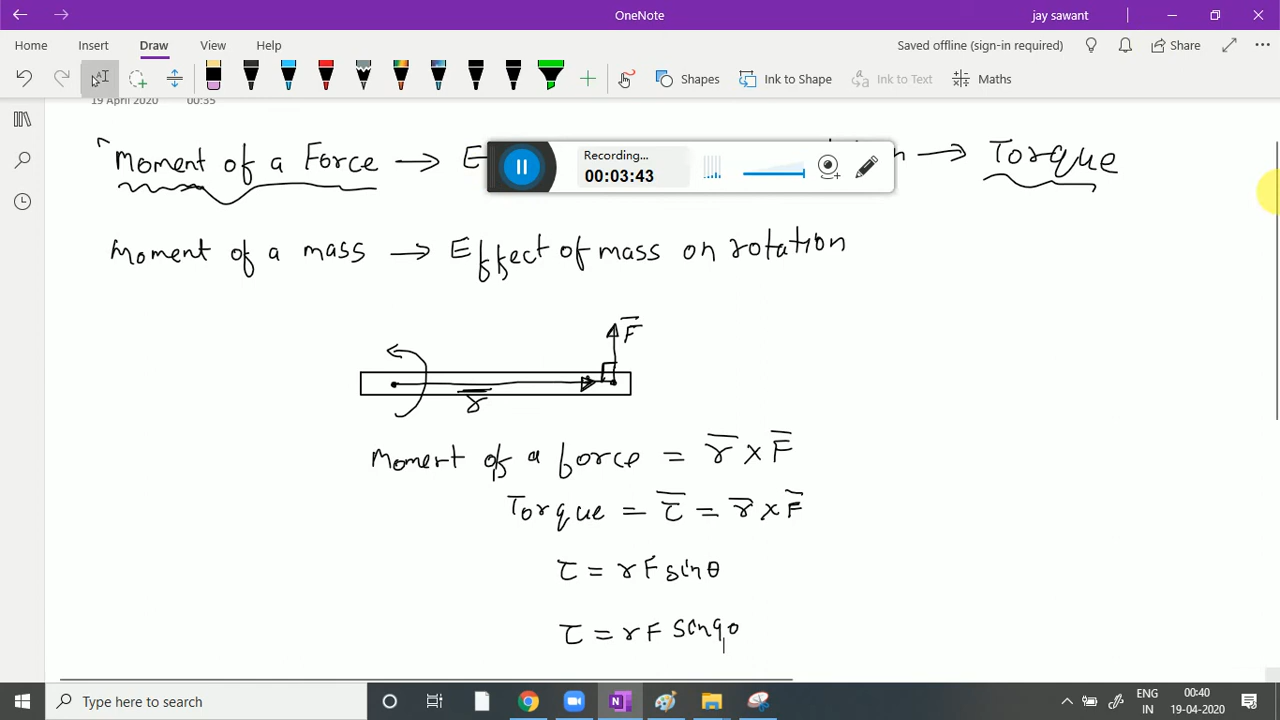 OneNote
jay sawant
Home Insert Draw View Help
Saved offline (sign-in required) Share
Shapes Ink to Shape Ink to Text Maths
19 April 2020 00:35
Moment of a Force → → Torque
Recording...
00:03:43
Moment of a mass → Effect of mass on rotation
F̅
r̅
Moment of a force = r̅ × F̅
Torque = τ̅ = r̅ × F̅
τ = r F sinθ
τ = r F sin90
Type here to search
ENG 00:40
IN 19-04-2020